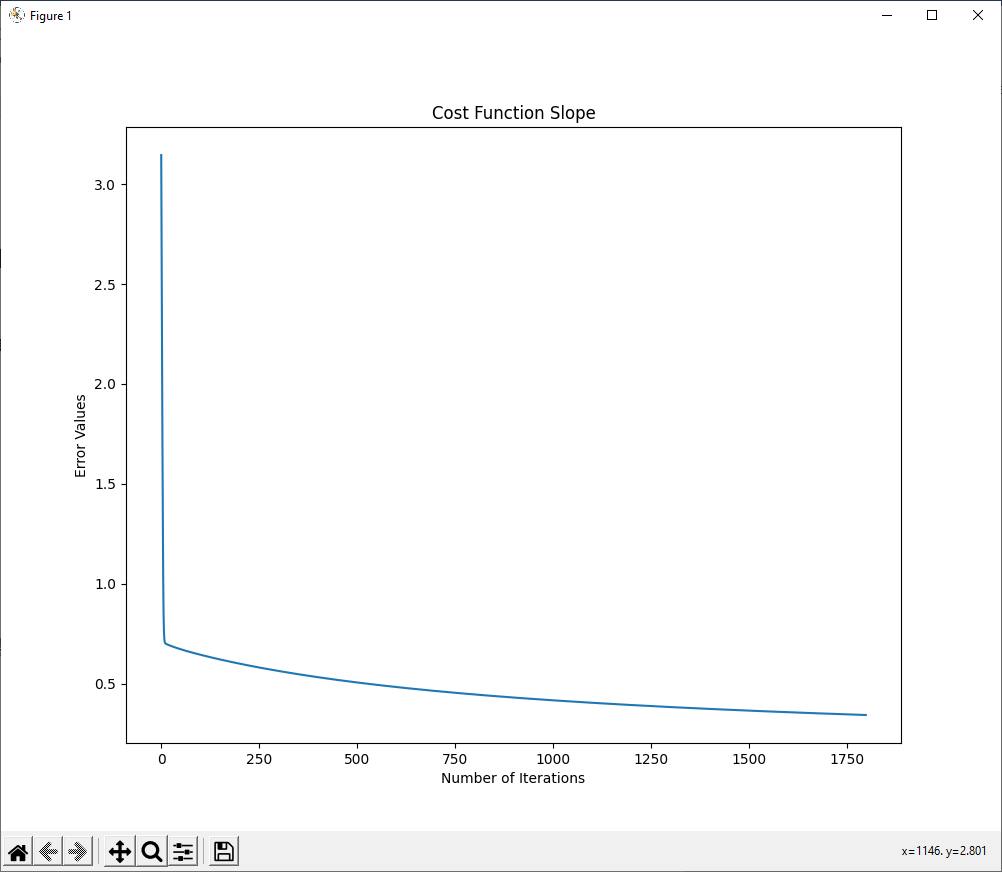 Figure 1
Cost Function Slope
3.0
2.5
2.0
1.5
1.0
0.5
Error Values
0 250 500 750 1000 1250 1500 1750
Number of Iterations
x=1146. y=2.801